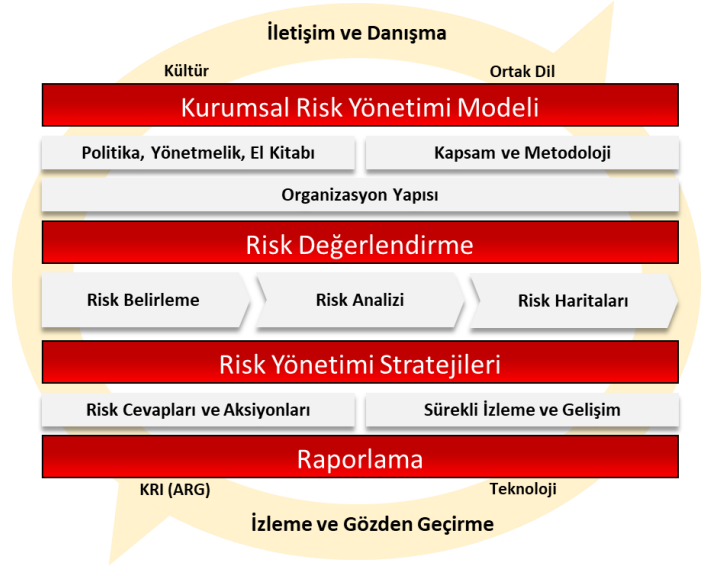 İletişim ve Danışma
Kültür
Ortak Dil
Kurumsal Risk Yönetimi Modeli
Politika, Yönetmelik, El Kitabı
Kapsam ve Metodoloji
Organizasyon Yapısı
Risk Değerlendirme
Risk Belirleme
Risk Analizi
Risk Haritaları
Risk Yönetimi Stratejileri
Risk Cevapları ve Aksiyonları
Sürekli İzleme ve Gelişim
Raporlama
KRI (ARG)
Teknoloji
İzleme ve Gözden Geçirme